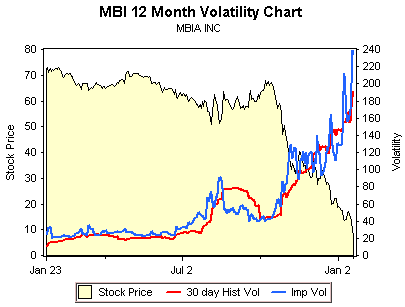 MBI 12 Month Volatility Chart
MBIA INC
80
70
60
50
40
30
20
10
0
Stock Price
240
220
200
180
160
140
120
100
80
60
40
20
0
Volatility
Jan 23
Jul 2
Jan 2
Stock Price
30 day Hist Vol
Imp Vol